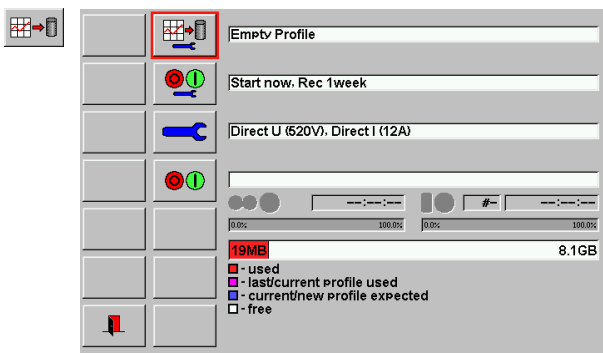 Empty Profile
Start now, Rec 1week
Direct U (520V), Direct I (12A)
--:--:-- #- --:--:--
0.0% 100.0% 0.0% 100.0%
19MB 8.1GB
- used
- last/current profile used
- current/new profile expected
- free